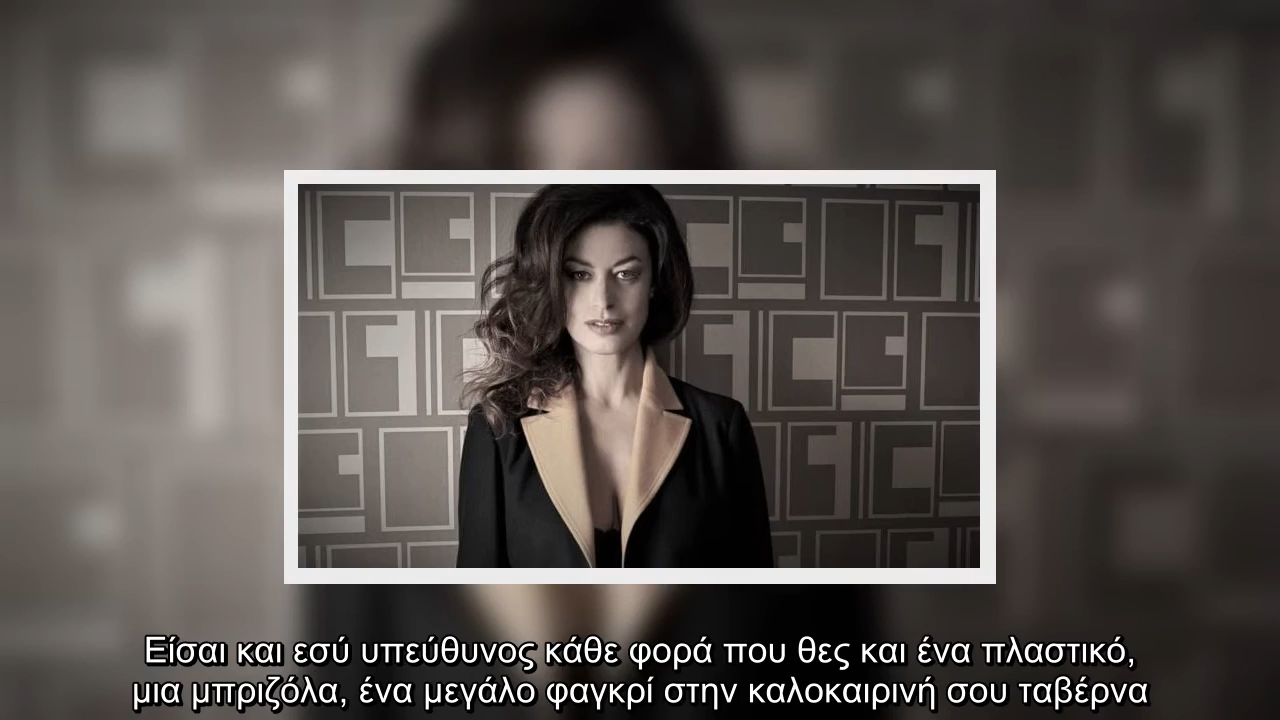 Είσαι και εσύ υπεύθυνος κάθε φορά που θες και ένα πλαστικό,
μια μπριζόλα, ένα μεγάλο φαγκρί στην καλοκαιρινή σου ταβέρνα